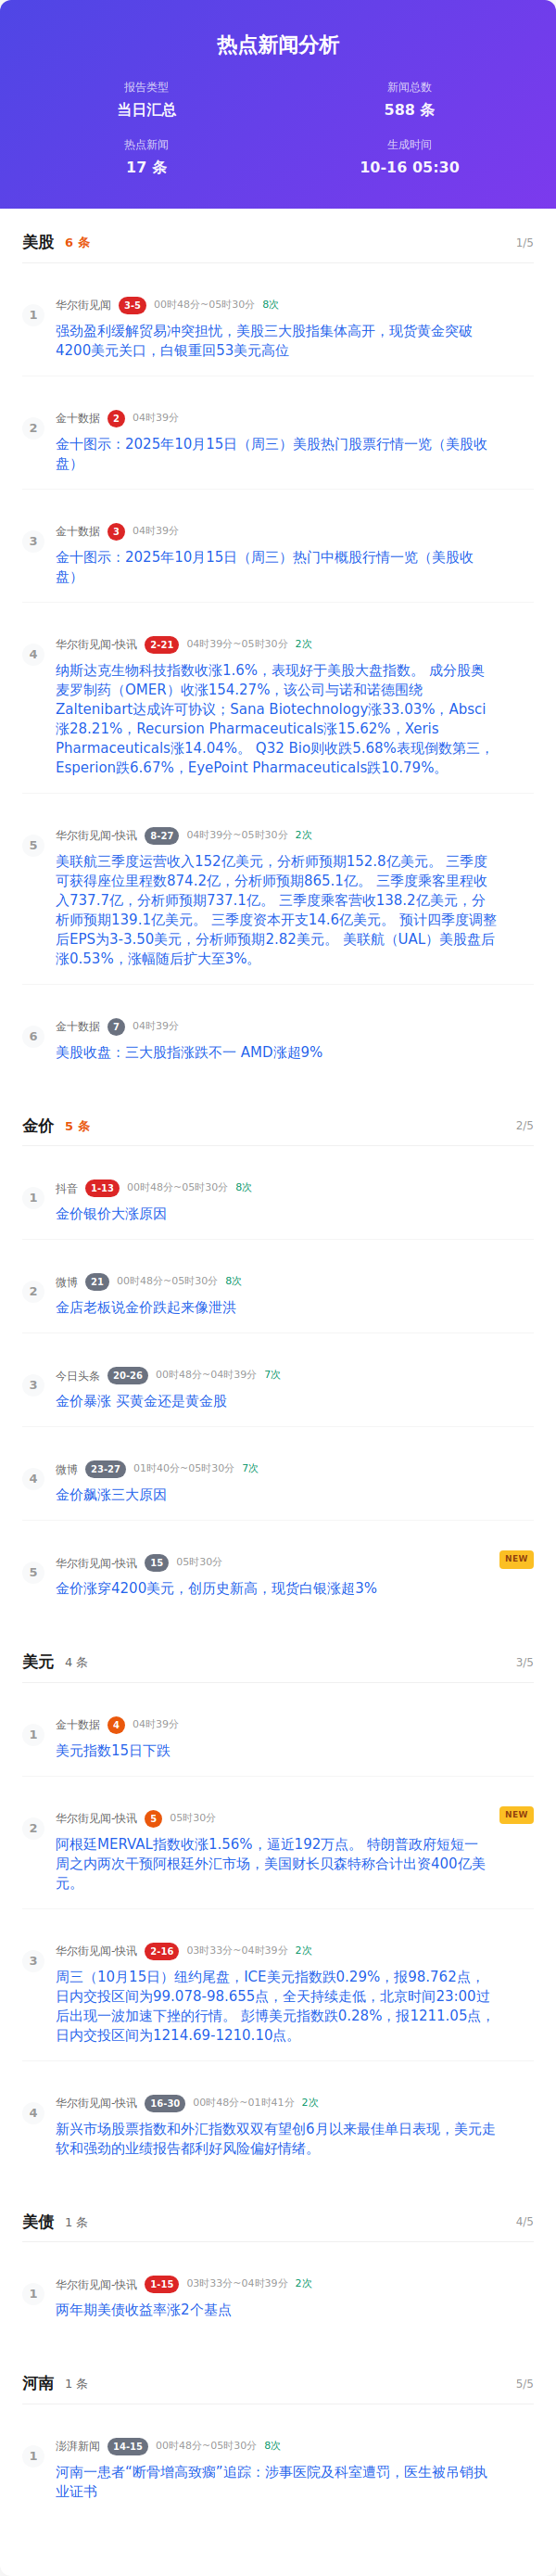 热点新闻分析
报告类型
当日汇总
新闻总数
588 条
热点新闻
17 条
生成时间
10-16 05:30
美股 6 条 1/5
1
华尔街见闻 3-5 00时48分~05时30分 8次
强劲盈利缓解贸易冲突担忧，美股三大股指集体高开，现货黄金突破
4200美元关口，白银重回53美元高位
2
金十数据 2 04时39分
金十图示：2025年10月15日（周三）美股热门股票行情一览（美股收
盘）
3
金十数据 3 04时39分
金十图示：2025年10月15日（周三）热门中概股行情一览（美股收
盘）
4
华尔街见闻-快讯 2-21 04时39分~05时30分 2次
纳斯达克生物科技指数收涨1.6%，表现好于美股大盘指数。 成分股奥
麦罗制药（OMER）收涨154.27%，该公司与诺和诺德围绕
Zaltenibart达成许可协议；Sana Biotechnology涨33.03%，Absci
涨28.21%，Recursion Pharmaceuticals涨15.62%，Xeris
Pharmaceuticals涨14.04%。 Q32 Bio则收跌5.68%表现倒数第三，
Esperion跌6.67%，EyePoint Pharmaceuticals跌10.79%。
5
华尔街见闻-快讯 8-27 04时39分~05时30分 2次
美联航三季度运营收入152亿美元，分析师预期152.8亿美元。 三季度
可获得座位里程数874.2亿，分析师预期865.1亿。 三季度乘客里程收
入737.7亿，分析师预期737.1亿。 三季度乘客营收138.2亿美元，分
析师预期139.1亿美元。 三季度资本开支14.6亿美元。 预计四季度调整
后EPS为3-3.50美元，分析师预期2.82美元。 美联航（UAL）美股盘后
涨0.53%，涨幅随后扩大至3%。
6
金十数据 7 04时39分
美股收盘：三大股指涨跌不一 AMD涨超9%
金价 5 条 2/5
1
抖音 1-13 00时48分~05时30分 8次
金价银价大涨原因
2
微博 21 00时48分~05时30分 8次
金店老板说金价跌起来像泄洪
3
今日头条 20-26 00时48分~04时39分 7次
金价暴涨 买黄金还是黄金股
4
微博 23-27 01时40分~05时30分 7次
金价飙涨三大原因
5
华尔街见闻-快讯 15 05时30分 NEW
金价涨穿4200美元，创历史新高，现货白银涨超3%
美元 4 条 3/5
1
金十数据 4 04时39分
美元指数15日下跌
2
华尔街见闻-快讯 5 05时30分 NEW
阿根廷MERVAL指数收涨1.56%，逼近192万点。 特朗普政府短短一
周之内两次干预阿根廷外汇市场，美国财长贝森特称合计出资400亿美
元。
3
华尔街见闻-快讯 2-16 03时33分~04时39分 2次
周三（10月15日）纽约尾盘，ICE美元指数跌0.29%，报98.762点，
日内交投区间为99.078-98.655点，全天持续走低，北京时间23:00过
后出现一波加速下挫的行情。 彭博美元指数跌0.28%，报1211.05点，
日内交投区间为1214.69-1210.10点。
4
华尔街见闻-快讯 16-30 00时48分~01时41分 2次
新兴市场股票指数和外汇指数双双有望创6月以来最佳单日表现，美元走
软和强劲的业绩报告都利好风险偏好情绪。
美债 1 条 4/5
1
华尔街见闻-快讯 1-15 03时33分~04时39分 2次
两年期美债收益率涨2个基点
河南 1 条 5/5
1
澎湃新闻 14-15 00时48分~05时30分 8次
河南一患者“断骨增高致瘸”追踪：涉事医院及科室遭罚，医生被吊销执
业证书